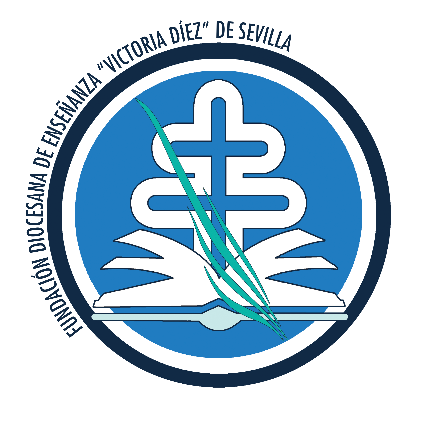 FUNDACIÓN DIOCESANA DE ENSEÑANZA "VICTORIA DÍEZ" DE SEVILLA